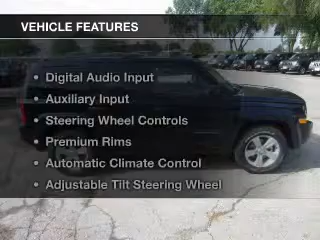 VEHICLE FEATURES
• Digital Audio Input
• Auxiliary Input
• Steering Wheel Controls
• Premium Rims
• Automatic Climate Control
• Adjustable Tilt Steering Wheel